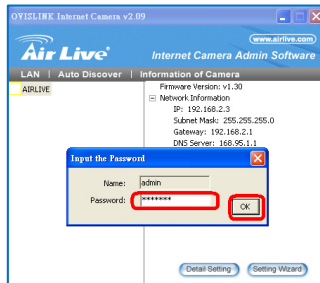 OVISLINK Internet Camera v2.09
www.airlive.com
Air Live
Internet Camera Admin Software
LAN | Auto Discover | Information of Camera
AIRLIVE
Firmware Version: v1.30
Network Information
IP: 192.168.2.3
Subnet Mask: 255.255.255.0
Gateway: 192.168.2.1
DNS Server: 168.95.1.1
Input the Password
Name: admin
Password: *******
OK
Detail Setting
Setting Wizard